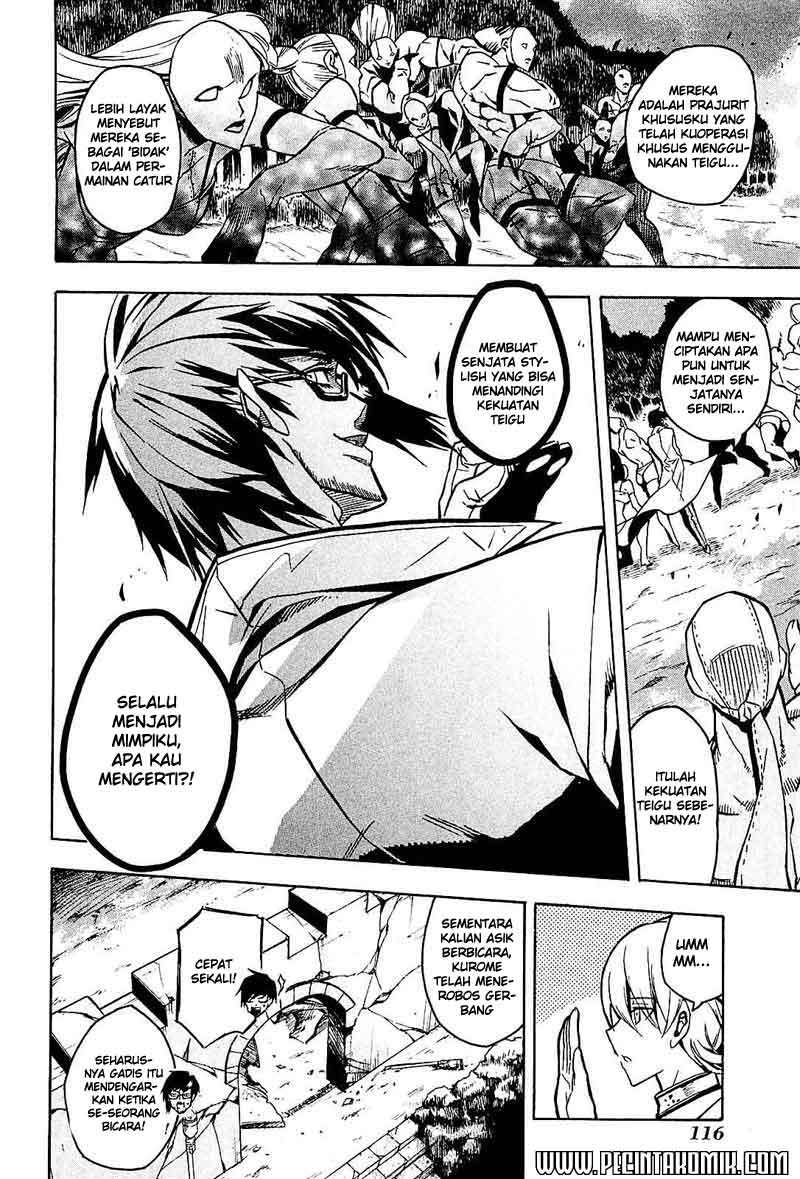 MEREKA
ADALAH PRAJURIT
KHUSUSKU YANG
TELAH KUOPERASI
KHUSUS MENGGU-
NAKAN TEIGU...
LEBIH LAYAK
MENYEBUT
MEREKA SE-
BAGAI 'BIDAK'
DALAM PER-
MAINAN CATUR
MAMPU MEN-
CIPTAKAN APA
PUN UNTUK
MENJADI SEN-
JATANYA
SENDIRI...
ITULAH
KEKUATAN
TEIGU SEBE-
NARNYA!
MEMBUAT
SENJATA STY-
LISH YANG BISA
MENANDINGI
KEKUATAN
TEIGU
SELALU
MENJADI
MIMPIKU,
APA KAU
MENGERTI?!
UMM
MM...
SEMENTARA
KALIAN ASIK
BERBICARA,
KUROME
TELAH MENE-
ROBOS GER-
BANG
CEPAT
SEKALI!
SEHARUS-
NYA GADIS ITU
MENDENGAR-
KAN KETIKA
SE-SEORANG
BICARA!
116
WWW.PECINTAKOMIK.COM